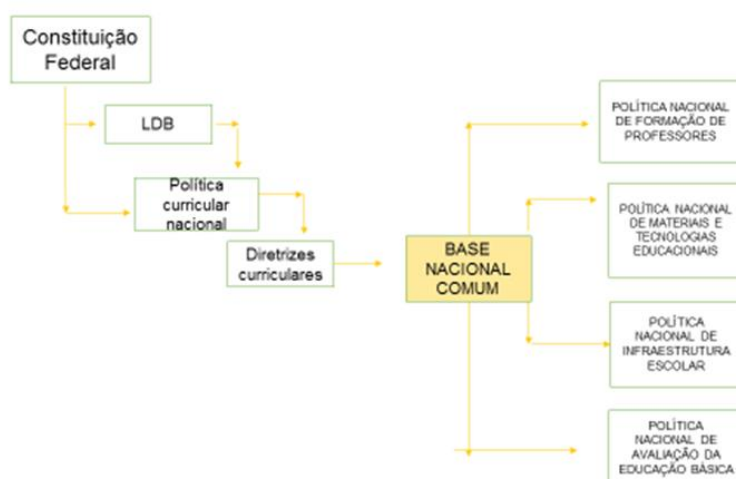 Constituição
Federal
LDB
Política
curricular
nacional
Diretrizes
curriculares
BASE
NACIONAL
COMUM
POLÍTICA NACIONAL
DE FORMAÇÃO DE
PROFESSORES
POLÍTICA NACIONAL
DE MATERIAIS E
TECNOLOGIAS
EDUCACIONAIS
POLÍTICA
NACIONAL DE
INFRAESTRUTURA
ESCOLAR
POLÍTICA
NACIONAL DE
AVALIAÇÃO DA
EDUCAÇÃO BÁSICA